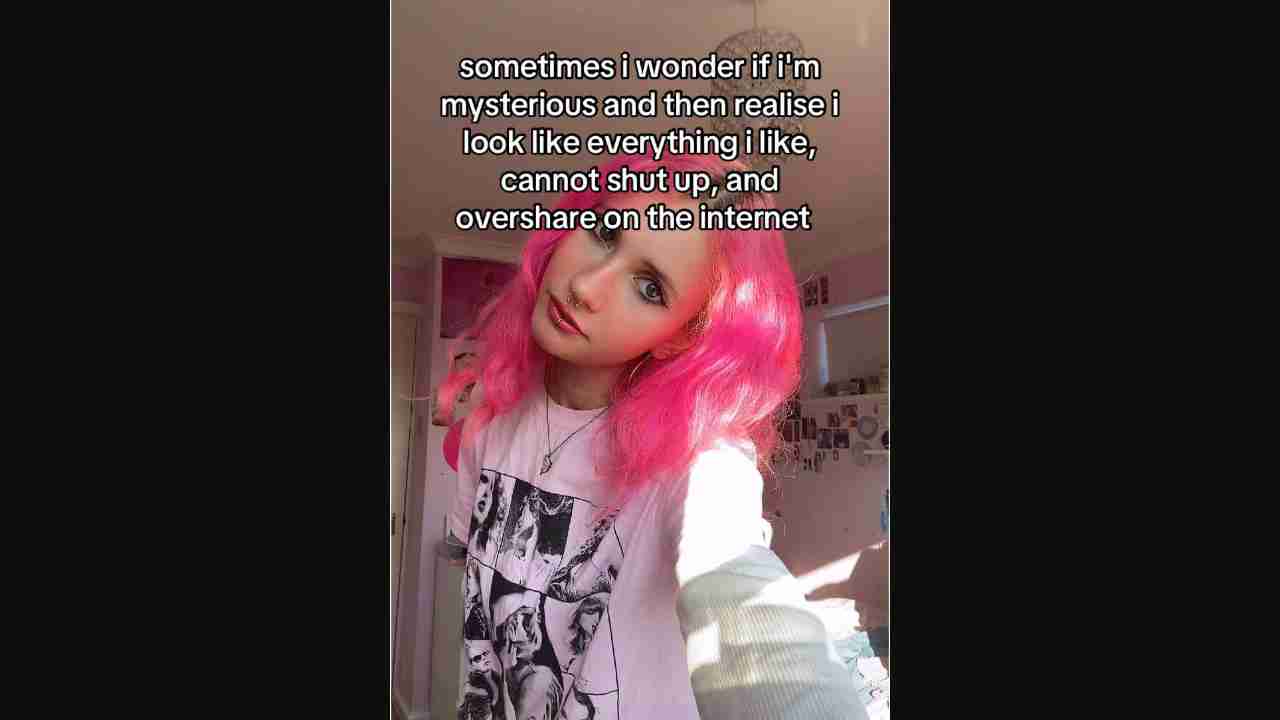 sometimes i wonder if i'm
mysterious and then realise i
look like everything i like,
cannot shut up, and
overshare on the internet